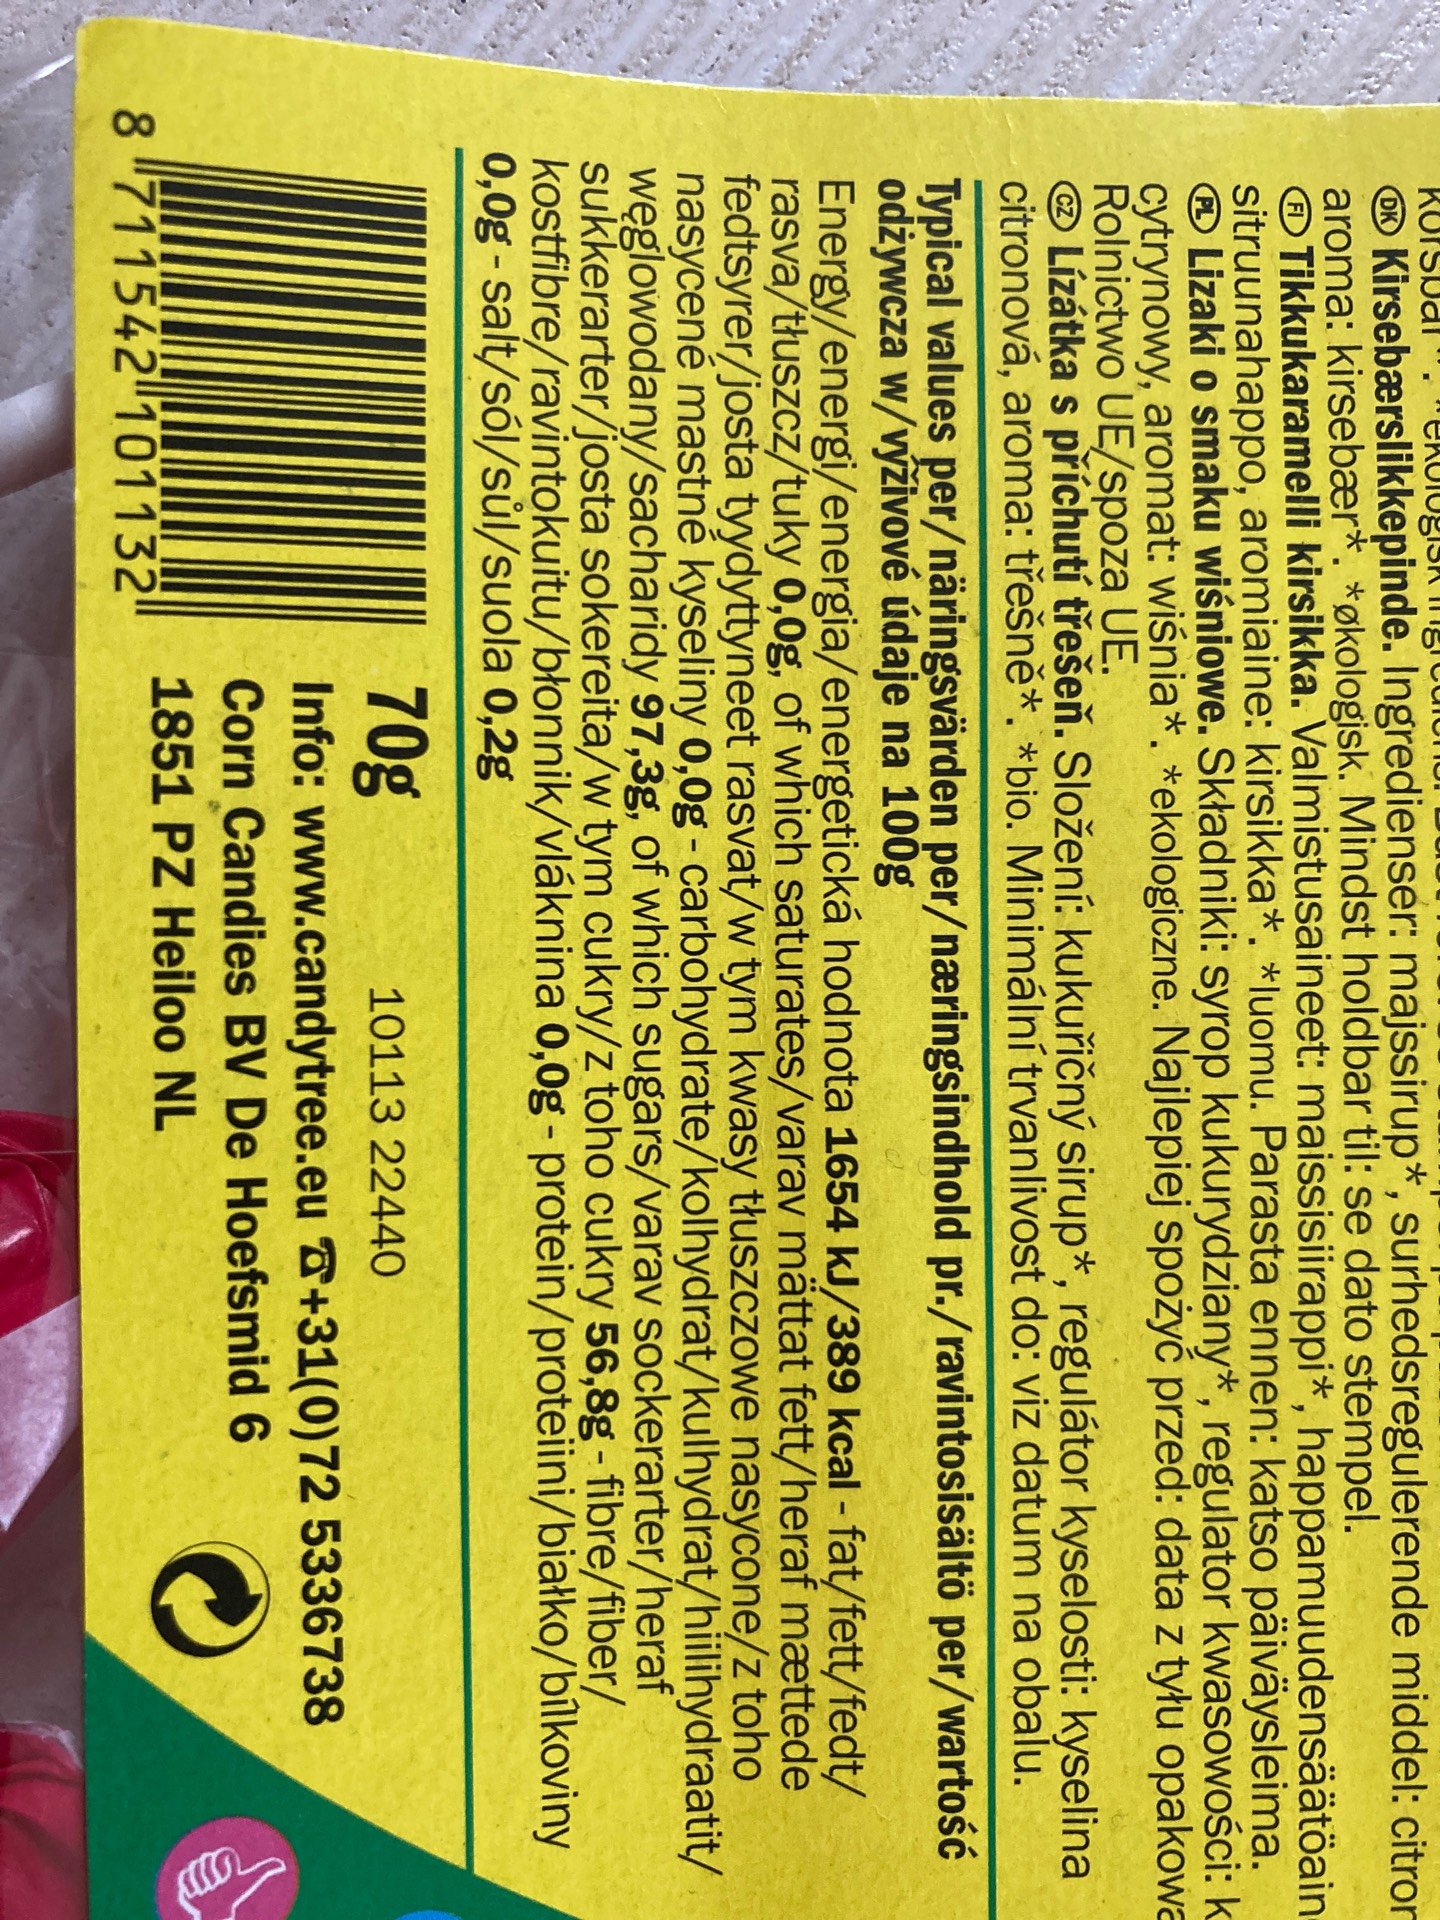 DK Kirsebærslikkepinde. Ingredienser: majssirup*, surhedsregulerende middel: citron
aroma: kirsebær*. *økologisk. Mindst holdbar til: se dato stempel.
FI Tikkukaramelli kirsikka. Valmistusaineet: maissisiirappi*, happamuudensäätöain
sitruunahappo, aromiaine: kirsikka*. *luomu. Parasta ennen: katso päiväysleima.
PL Lizaki o smaku wiśniowe. Składniki: syrop kukurydziany*, regulator kwasowości: k
cytrynowy, aromat: wiśnia*. *ekologiczne. Najlepiej spożyć przed: data z tyłu opakowa
Rolnictwo UE/spoza UE.
CZ Lízátka s příchutí třešeň. Složení: kukuřičný sirup*, regulátor kyselosti: kyselina
citronová, aroma: třešně*. *bio. Minimální trvanlivost do: viz datum na obalu.
Typical values per/näringsvärden per/næringsindhold pr./ravintosisältö per/wartość
odżywcza w/výživové údaje na 100g
Energy/energi/energia/energetická hodnota 1654 kJ/389 kcal - fat/fett/fedt/
rasva/tłuszcz/tuky 0,0g, of which saturates/varav mättat fett/heraf mættede
fedtsyrer/josta tyydyttyneet rasvat/w tym kwasy tłuszczowe nasycone/z toho
nasycené mastné kyseliny 0,0g - carbohydrate/kolhydrat/kulhydrat/hiilihydraatit/
węglowodany/sacharidy 97,3g, of which sugars/varav sockerarter/heraf
sukkerarter/josta sokereita/w tym cukry/z toho cukry 56,8g - fibre/fiber/
kostfibre/ravintokuitu/błonnik/vláknina 0,0g - protein/proteiini/białko/bílkoviny
0,0g - salt/sól/sůl/suola 0,2g
70g 10113 22440
Info: www.candytree.eu ☎+31(0)72 5336738
Corn Candies BV De Hoefsmid 6
1851 PZ Heiloo NL
8 711542 101132